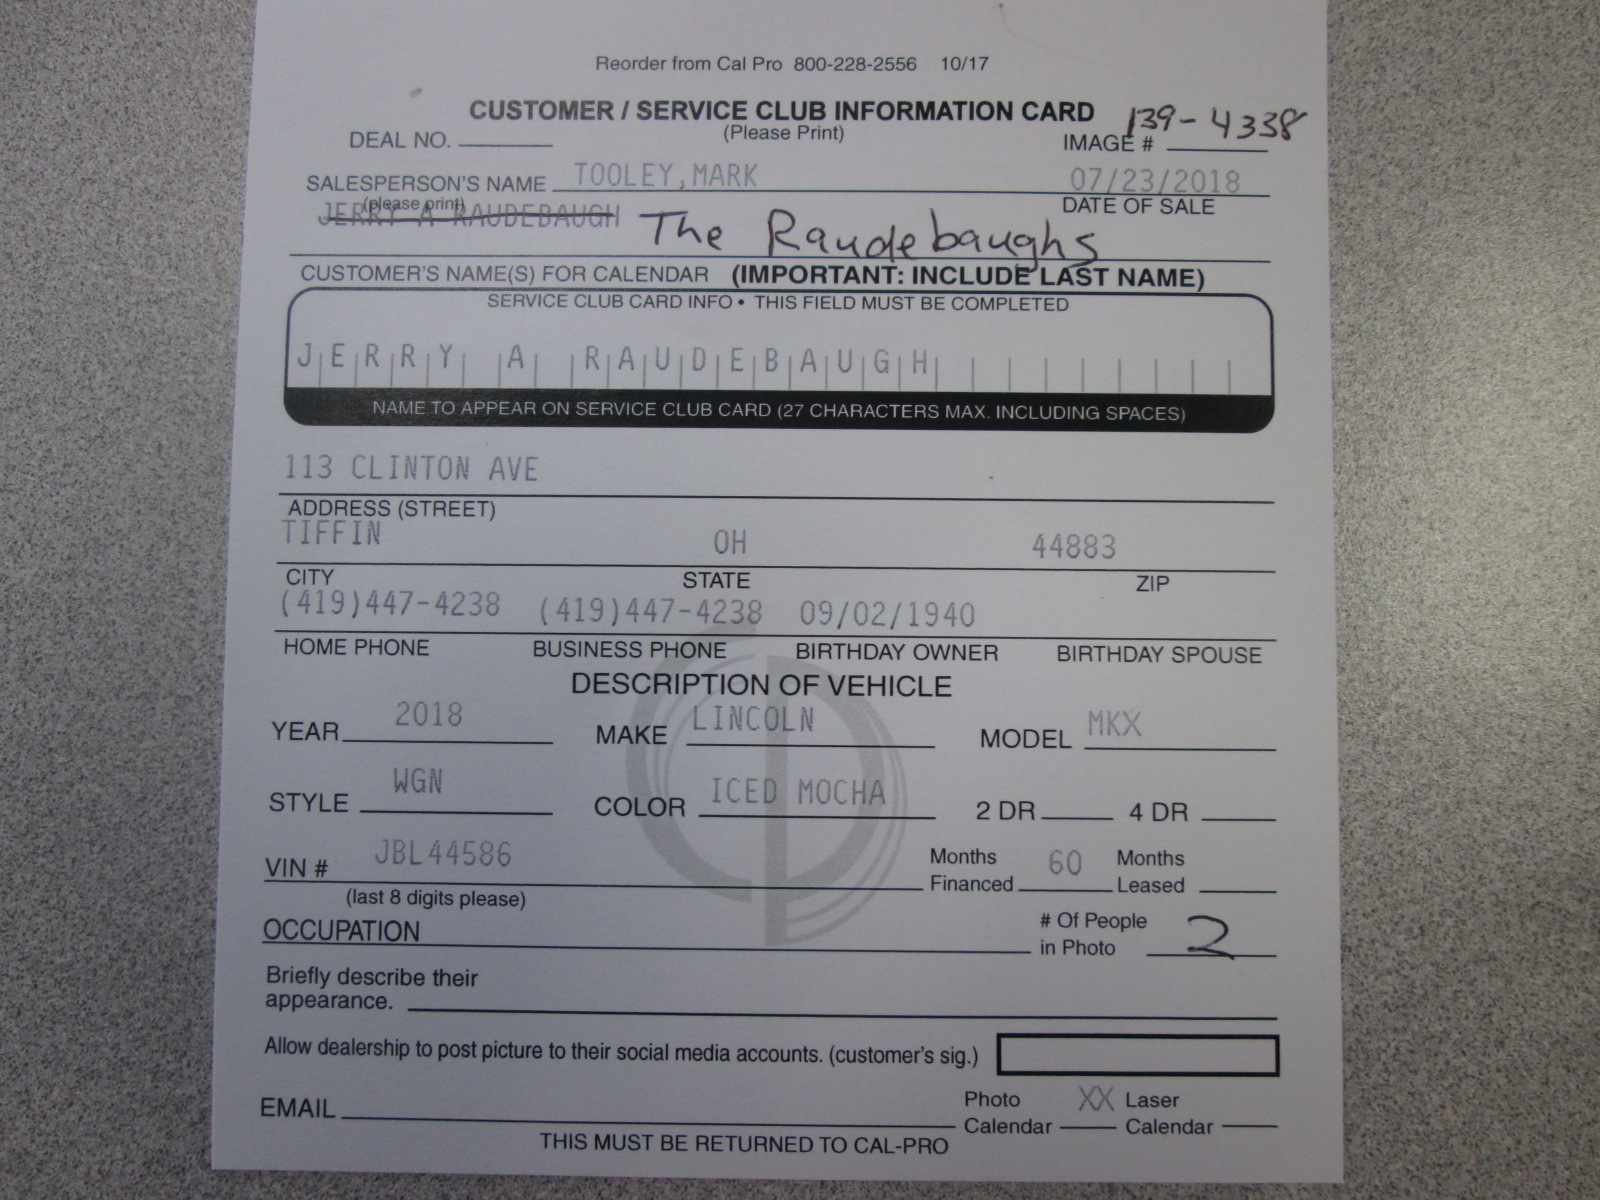 Reorder from Cal Pro 800-228-2556 10/17
CUSTOMER / SERVICE CLUB INFORMATION CARD
139-4338
(Please Print)
DEAL NO. IMAGE #
SALESPERSON'S NAME TOOLEY,MARK 07/23/2018
(please print) DATE OF SALE
JERRY A RAUDEBAUGH The Raudebaughs
CUSTOMER'S NAME(S) FOR CALENDAR (IMPORTANT: INCLUDE LAST NAME)
SERVICE CLUB CARD INFO • THIS FIELD MUST BE COMPLETED
JERRY A RAUDEBAUGH
NAME TO APPEAR ON SERVICE CLUB CARD (27 CHARACTERS MAX. INCLUDING SPACES)
113 CLINTON AVE
ADDRESS (STREET)
TIFFIN OH 44883
CITY STATE ZIP
(419)447-4238 (419)447-4238 09/02/1940
HOME PHONE BUSINESS PHONE BIRTHDAY OWNER BIRTHDAY SPOUSE
DESCRIPTION OF VEHICLE
YEAR 2018 MAKE LINCOLN MODEL MKX
STYLE WGN COLOR ICED MOCHA 2 DR 4 DR
VIN # JBL44586 Months Financed 60 Months Leased
(last 8 digits please)
OCCUPATION # Of People in Photo 2
Briefly describe their
appearance.
Allow dealership to post picture to their social media accounts. (customer's sig.)
EMAIL Photo Calendar XX Laser Calendar
THIS MUST BE RETURNED TO CAL-PRO